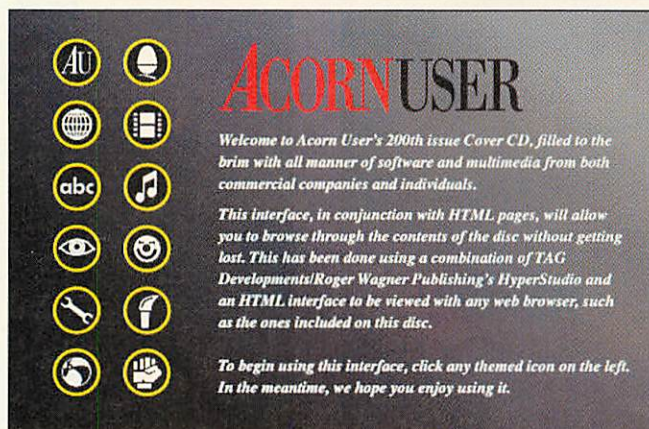 AU
abc
ACORNUSER
Welcome to Acorn User's 200th issue Cover CD, filled to the
brim with all manner of software and multimedia from both
commercial companies and individuals.
This interface, in conjunction with HTML pages, will allow
you to browse through the contents of the disc without getting
lost. This has been done using a combination of TAG
Developments/Roger Wagner Publishing's HyperStudio and
an HTML interface to be viewed with any web browser, such
as the ones included on this disc.
To begin using this interface, click any themed icon on the left.
In the meantime, we hope you enjoy using it.